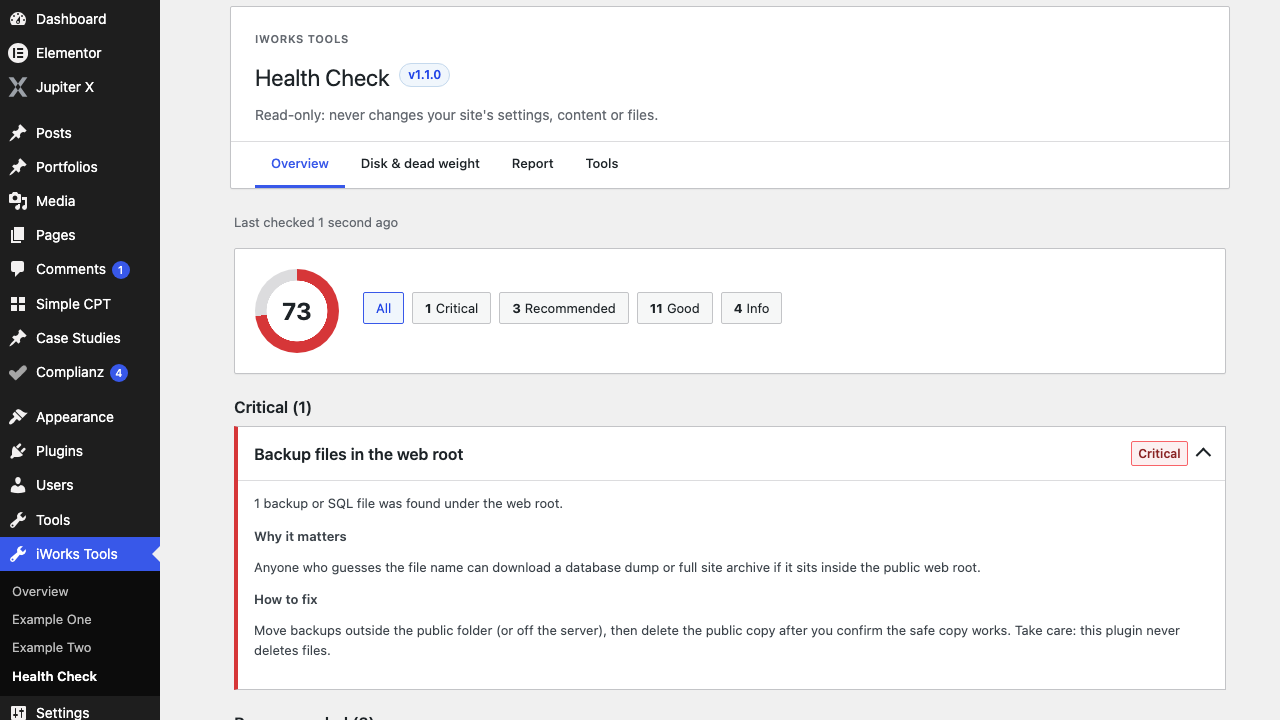 Dashboard
Elementor
Jupiter X
Posts
Portfolios
Media
Pages
Comments 1
Simple CPT
Case Studies
Complianz 4
Appearance
Plugins
Users
Tools
iWorks Tools
Overview
Example One
Example Two
Health Check
Settings
IWORKS TOOLS
Health Check v1.1.0
Read-only: never changes your site's settings, content or files.
Overview Disk & dead weight Report Tools
Last checked 1 second ago
73 All 1 Critical 3 Recommended 11 Good 4 Info
Critical (1)
Backup files in the web root Critical
1 backup or SQL file was found under the web root.
Why it matters
Anyone who guesses the file name can download a database dump or full site archive if it sits inside the public web root.
How to fix
Move backups outside the public folder (or off the server), then delete the public copy after you confirm the safe copy works. Take care: this plugin never
deletes files.